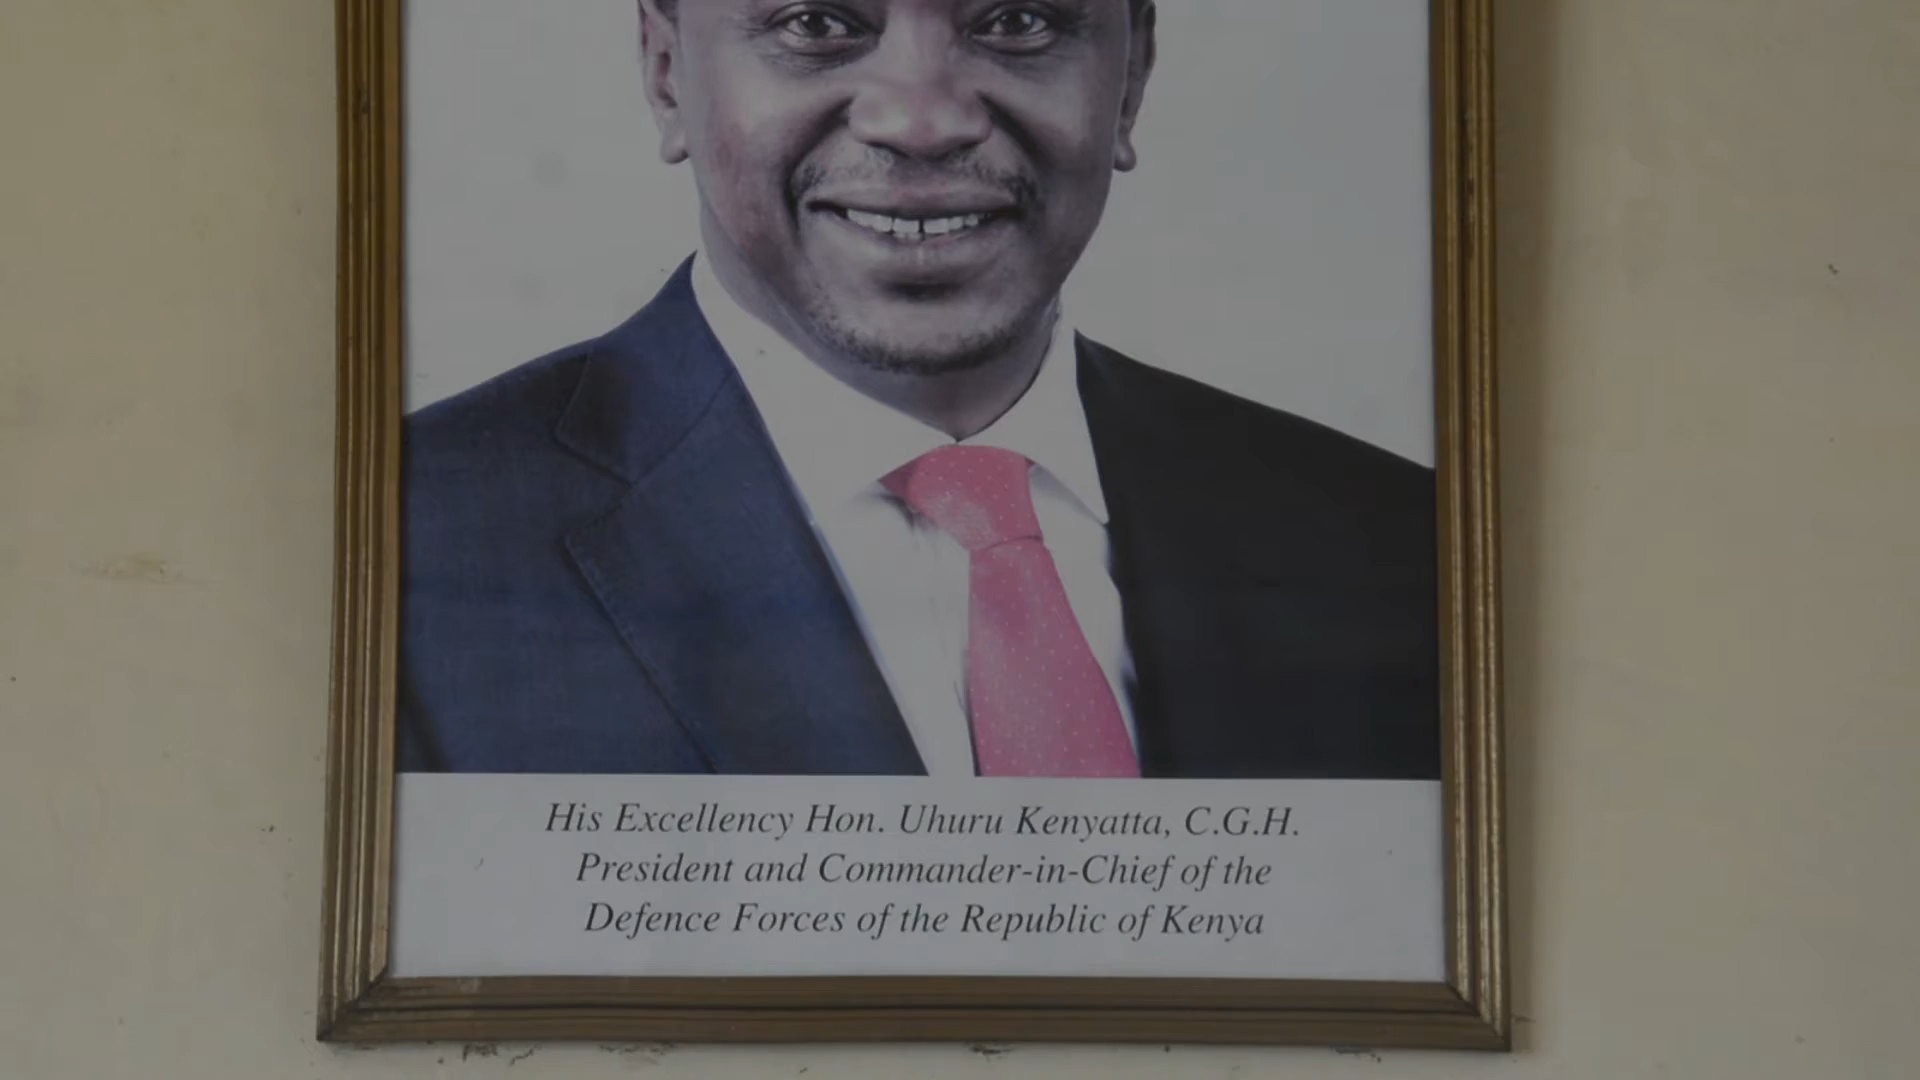 His Excellency Hon. Uhuru Kenyatta, C.G.H.
President and Commander-in-Chief of the
Defence Forces of the Republic of Kenya